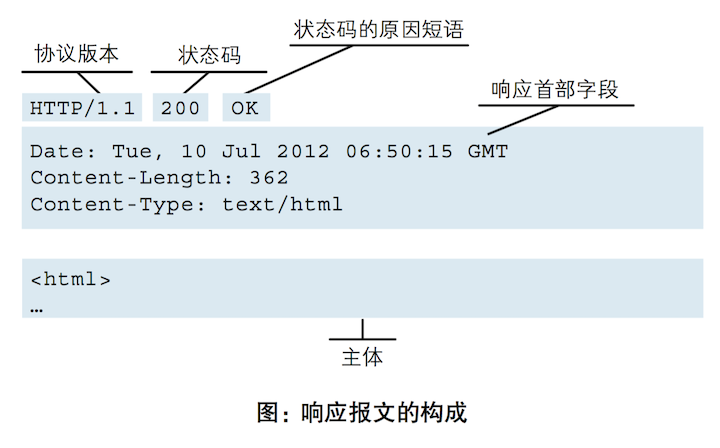 状态码的原因短语
协议版本
状态码
响应首部字段
HTTP/1.1 200 OK
Date: Tue, 10 Jul 2012 06:50:15 GMT
Content-Length: 362
Content-Type: text/html
<html>
…
主体
图：响应报文的构成